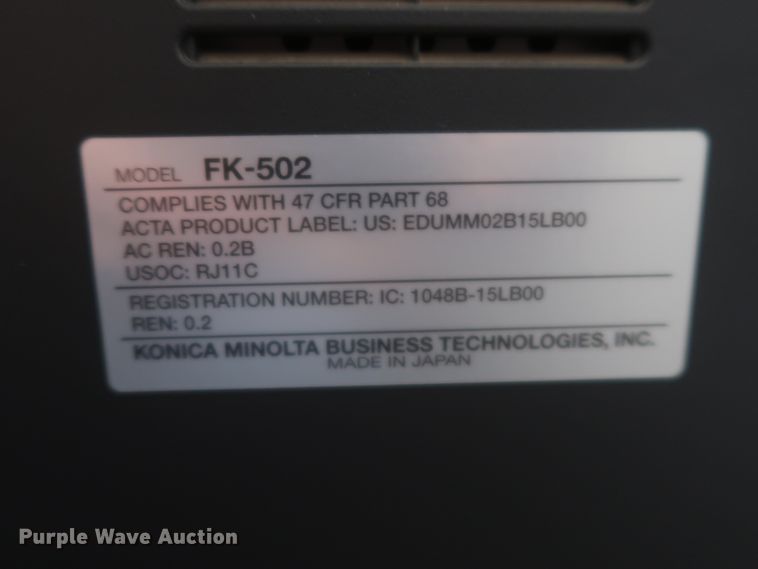 MODEL FK-502
COMPLIES WITH 47 CFR PART 68
ACTA PRODUCT LABEL: US: EDUMM02B15LB00
AC REN: 0.2B
USOC: RJ11C
REGISTRATION NUMBER: IC: 1048B-15LB00
REN: 0.2
KONICA MINOLTA BUSINESS TECHNOLOGIES, INC.
MADE IN JAPAN
Purple Wave Auction